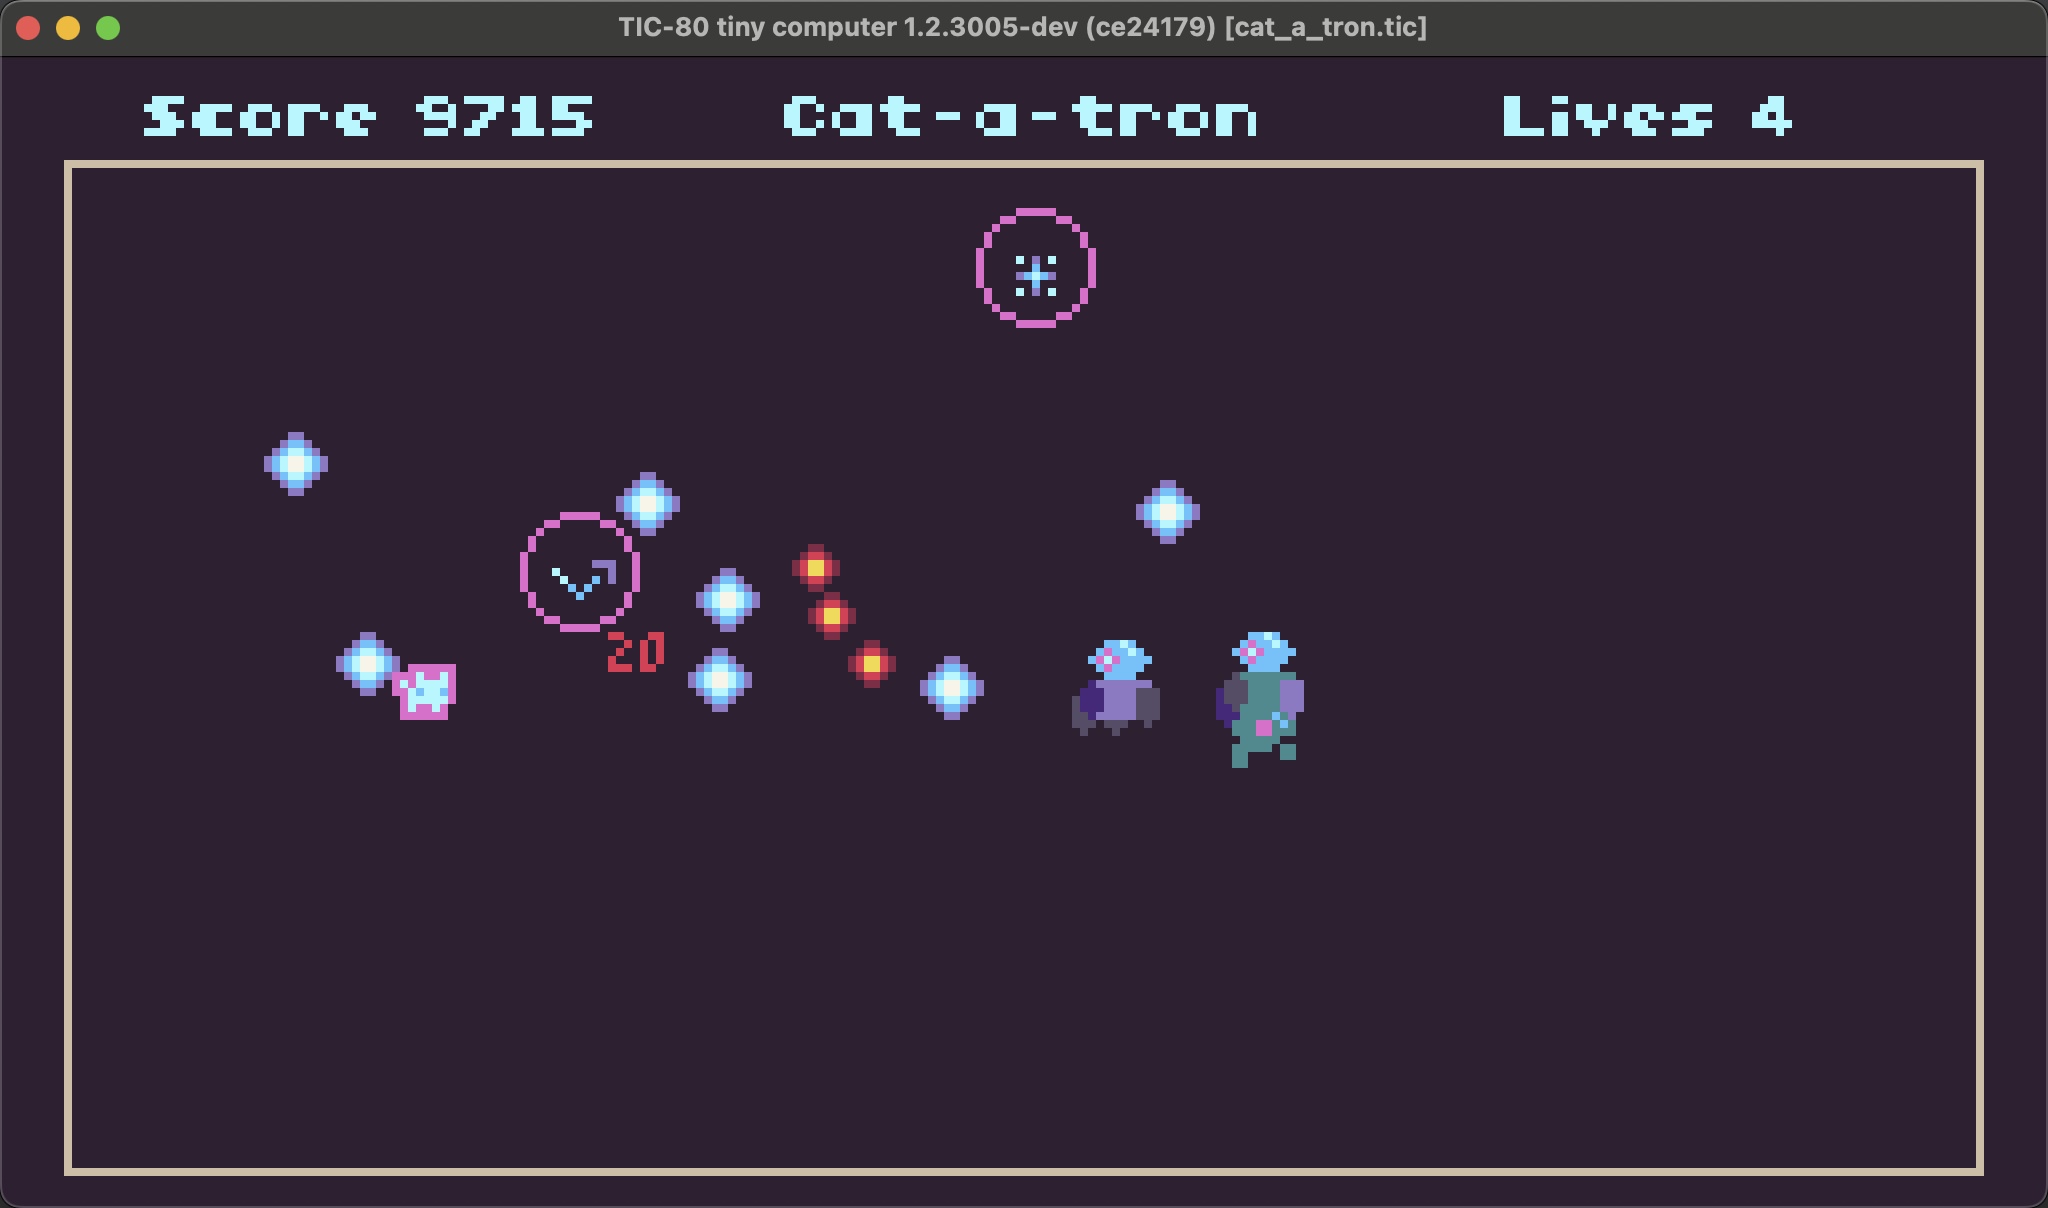 TIC-80 tiny computer 1.2.3005-dev (ce24179) [cat_a_tron.tic]
Score 9715 Cat-a-tron Lives 4
20